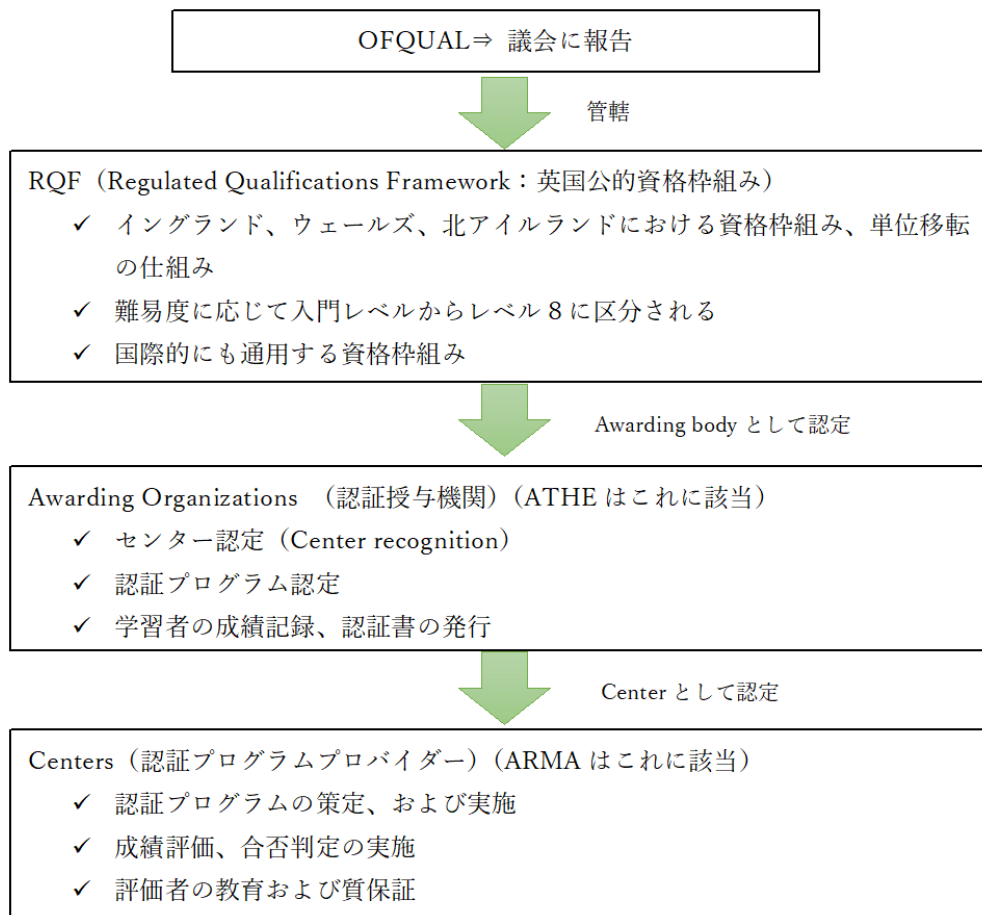 OFQUAL⇒ 議会に報告
管轄
RQF（Regulated Qualifications Framework：英国公的資格枠組み）
✓ イングランド、ウェールズ、北アイルランドにおける資格枠組み、単位移転
の仕組み
✓ 難易度に応じて入門レベルからレベル８に区分される
✓ 国際的にも通用する資格枠組み
Awarding body として認定
Awarding Organizations （認証授与機関）（ATHE はこれに該当）
✓ センター認定（Center recognition）
✓ 認証プログラム認定
✓ 学習者の成績記録、認証書の発行
Center として認定
Centers（認証プログラムプロバイダー）（ARMA はこれに該当）
✓ 認証プログラムの策定、および実施
✓ 成績評価、合否判定の実施
✓ 評価者の教育および質保証